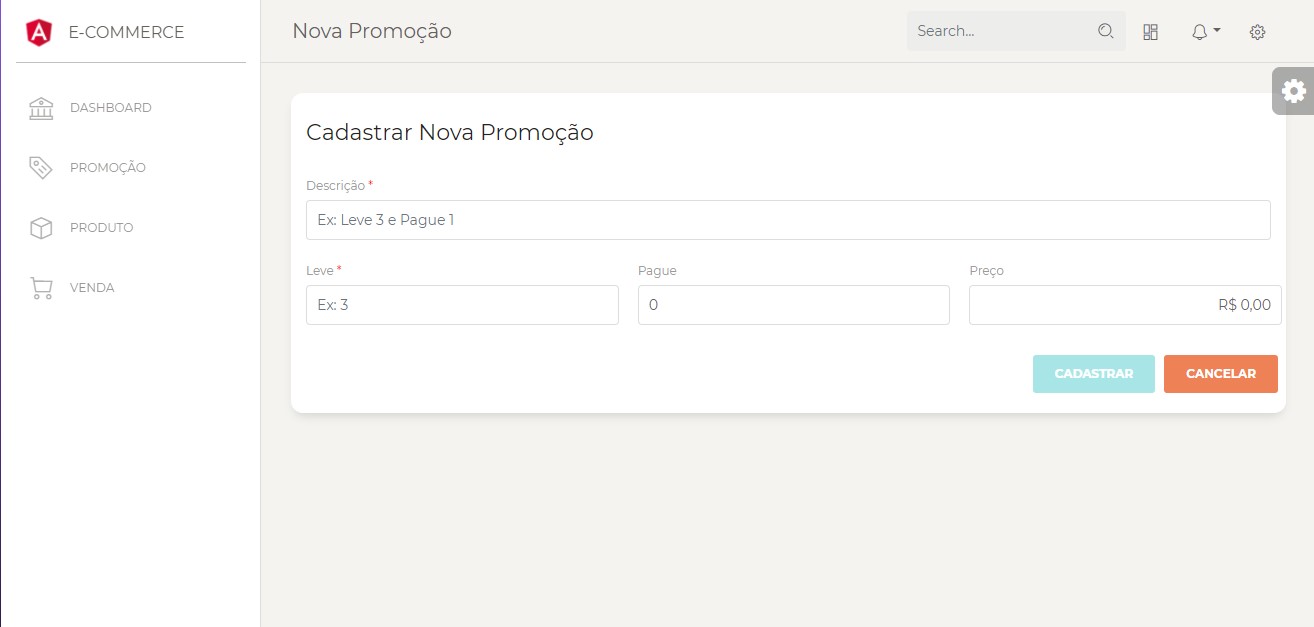 E-COMMERCE
Nova Promoção
Search...
DASHBOARD
PROMOÇÃO
PRODUTO
VENDA
Cadastrar Nova Promoção
Descrição *
Ex: Leve 3 e Pague 1
Leve * Pague Preço
Ex: 3 0 R$ 0,00
CADASTRAR CANCELAR